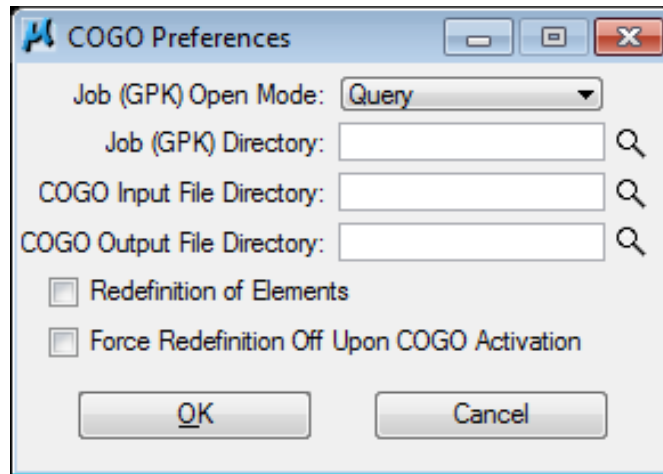 COGO Preferences
Job (GPK) Open Mode: Query
Job (GPK) Directory:
COGO Input File Directory:
COGO Output File Directory:
Redefinition of Elements
Force Redefinition Off Upon COGO Activation
OK Cancel